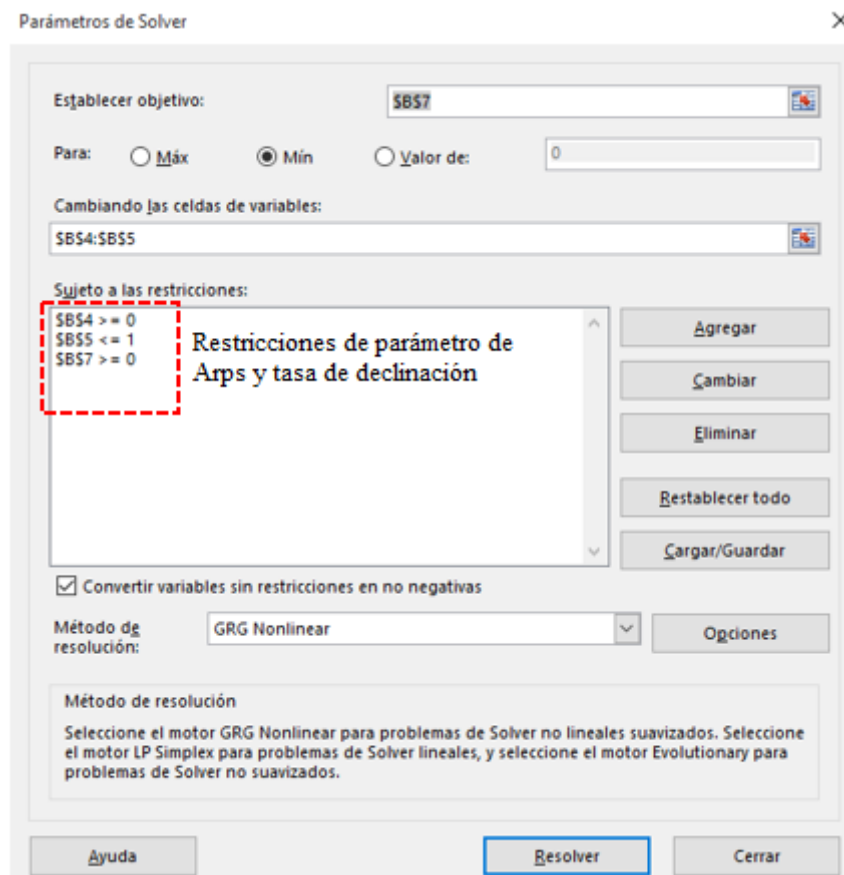 Parámetros de Solver
Establecer objetivo:
$B$7
Para:
Máx
Mín
Valor de:
0
Cambiando las celdas de variables:
$B$4:$B$5
Sujeto a las restricciones:
$B$4 >= 0
$B$5 <= 1
$B$7 >= 0
Restricciones de parámetro de
Arps y tasa de declinación
Agregar
Cambiar
Eliminar
Restablecer todo
Cargar/Guardar
Convertir variables sin restricciones en no negativas
Método de
resolución:
GRG Nonlinear
Opciones
Método de resolución
Seleccione el motor GRG Nonlinear para problemas de Solver no lineales suavizados. Seleccione
el motor LP Simplex para problemas de Solver lineales, y seleccione el motor Evolutionary para
problemas de Solver no suavizados.
Ayuda
Resolver
Cerrar